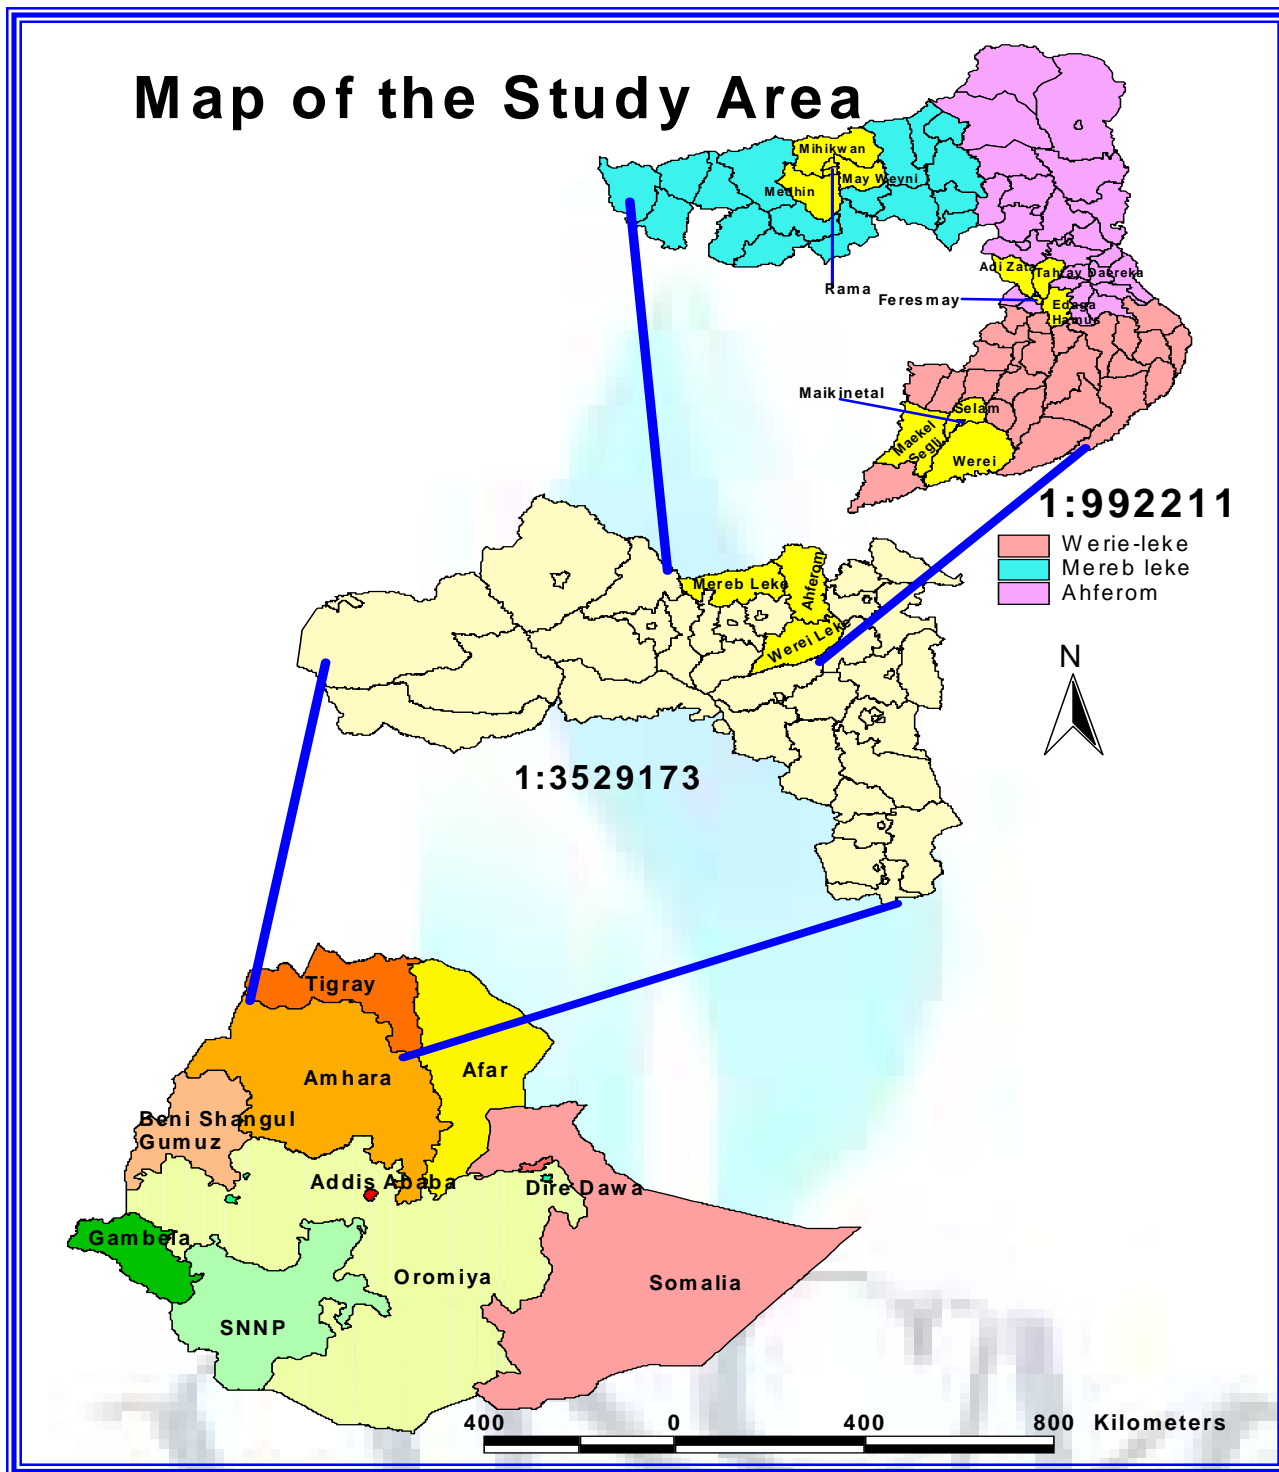 Map of the Study Area
Mihikwan
May Weyni
Medhin
Rama
Adi Zata
Tahtay Daereka
Feresmay
Edaga
Hamus
Maikinetal
Selam
Maekel
Segli
Werei
1:992211
Werie-leke
Mereb leke
Ahferom
N
Mereb Leke
Ahferom
Werei Leke
1:3529173
Tigray
Amhara
Afar
Beni Shangul
Gumuz
Addis Ababa
Dire Dawa
Gambela
Oromiya
Somalia
SNNP
400 0 400 800 Kilometers